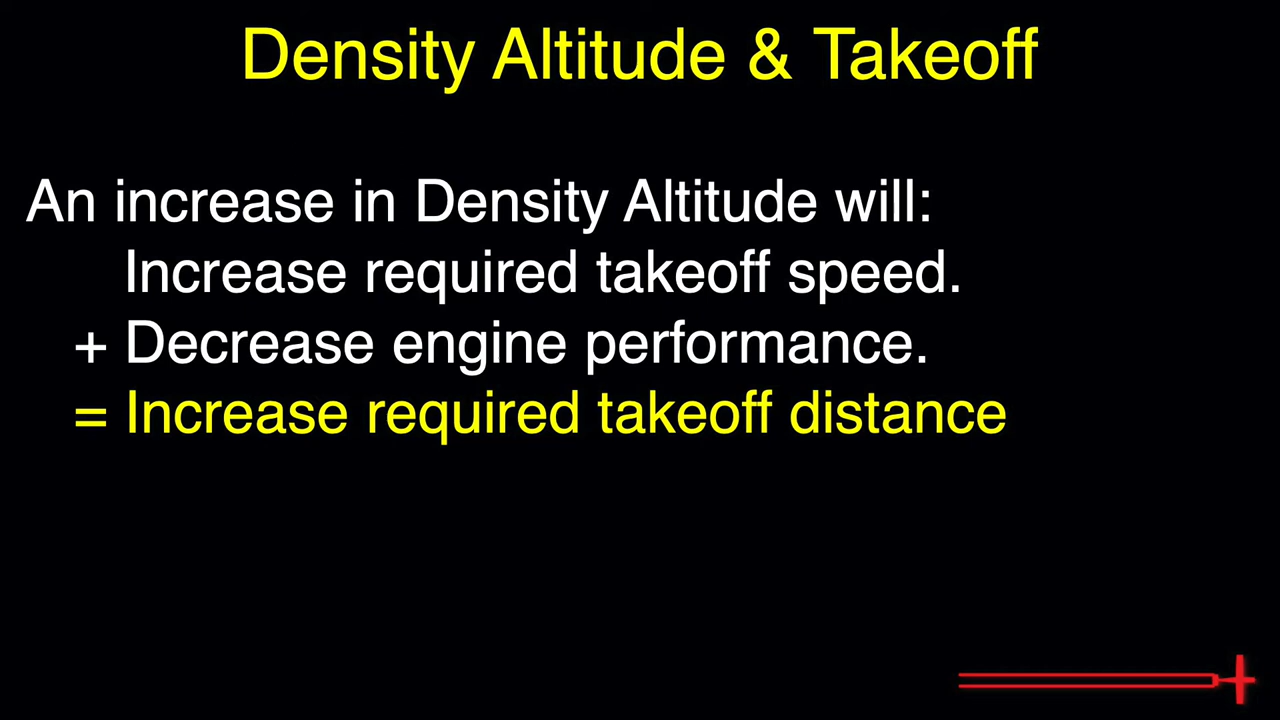 Density Altitude & Takeoff
An increase in Density Altitude will:
Increase required takeoff speed.
+ Decrease engine performance.
= Increase required takeoff distance